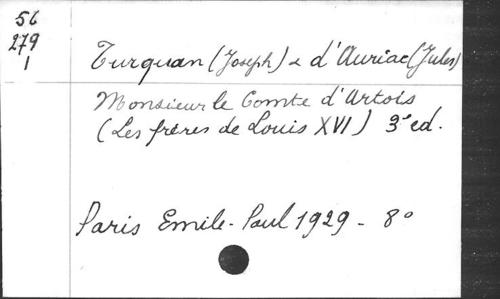 56
279
1
Turquan (Joseph) & d'Auriac (Jules)
Monsieur le Comte d'Artois
(Les frères de Louis XVI) 3e ed.
Paris Emile-Paul 1929 - 8°